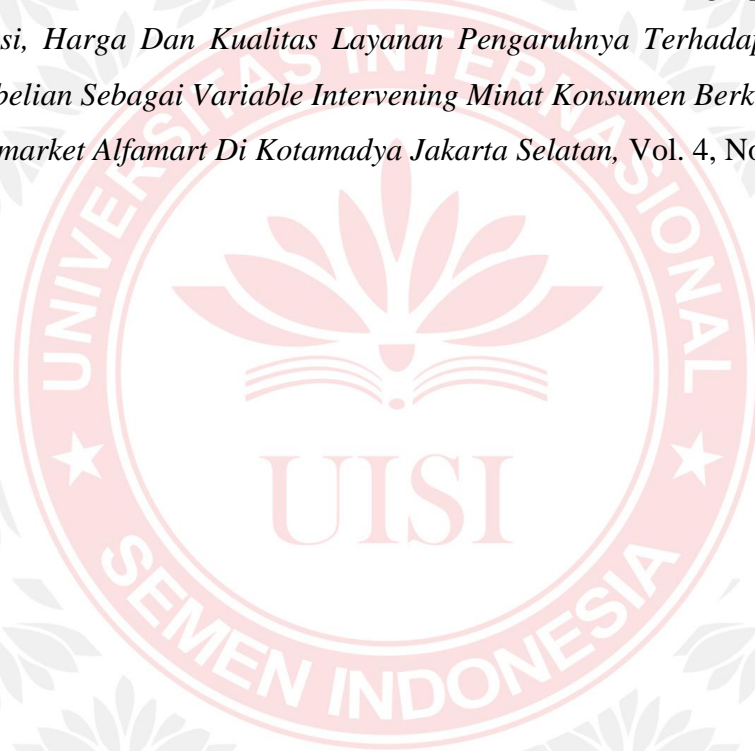 si, Harga Dan Kualitas Layanan Pengaruhnya Terhadap
belian Sebagai Variable Intervening Minat Konsumen Berk
market Alfamart Di Kotamadya Jakarta Selatan, Vol. 4, No
UNIVERSITAS INTERNASIONAL
UISI
SEMEN INDONESIA